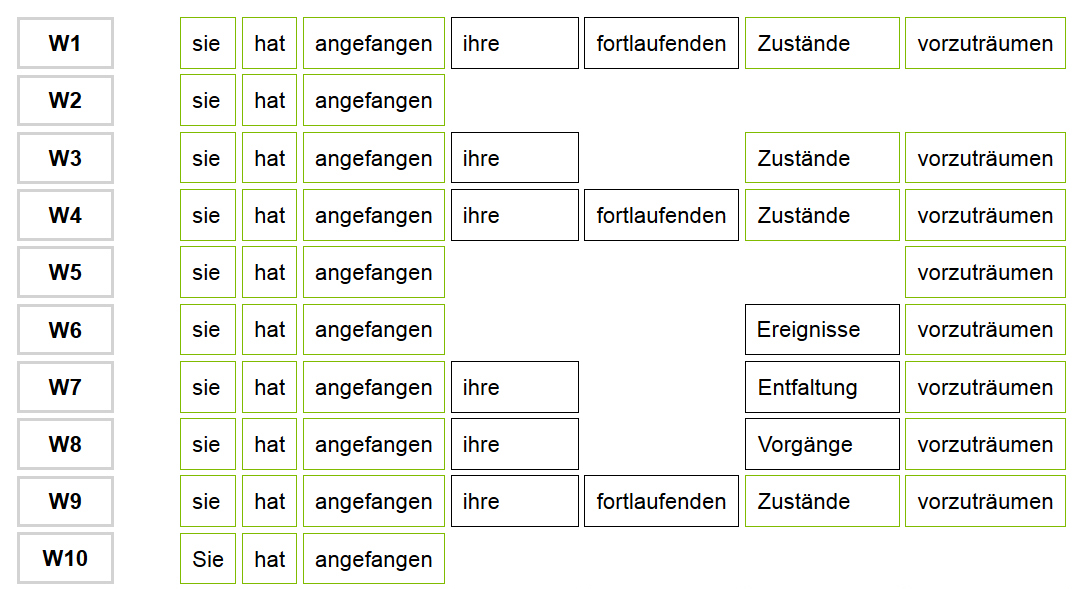 W1 sie hat angefangen ihre fortlaufenden Zustände vorzuträumen
W2 sie hat angefangen
W3 sie hat angefangen ihre Zustände vorzuträumen
W4 sie hat angefangen ihre fortlaufenden Zustände vorzuträumen
W5 sie hat angefangen vorzuträumen
W6 sie hat angefangen Ereignisse vorzuträumen
W7 sie hat angefangen ihre Entfaltung vorzuträumen
W8 sie hat angefangen ihre Vorgänge vorzuträumen
W9 sie hat angefangen ihre fortlaufenden Zustände vorzuträumen
W10 Sie hat angefangen